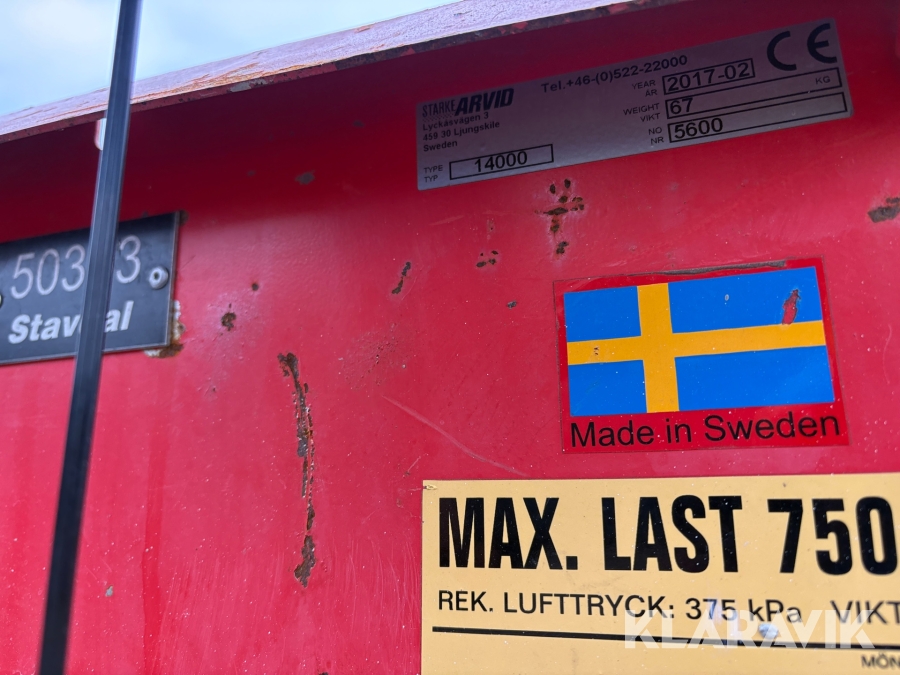 STARKE ARVID
Lyckasvägen 3
459 30 Ljungskile
Sweden
TYPE
TYP
14000
Tel.+46-(0)522-22000
YEAR
ÅR
2017-02
WEIGHT
VIKT
67
KG
NO
NR
5600
CE
Made in Sweden
MAX. LAST 750
REK. LUFTTRYCK: 375 kPa VIKT
KLARAVIK